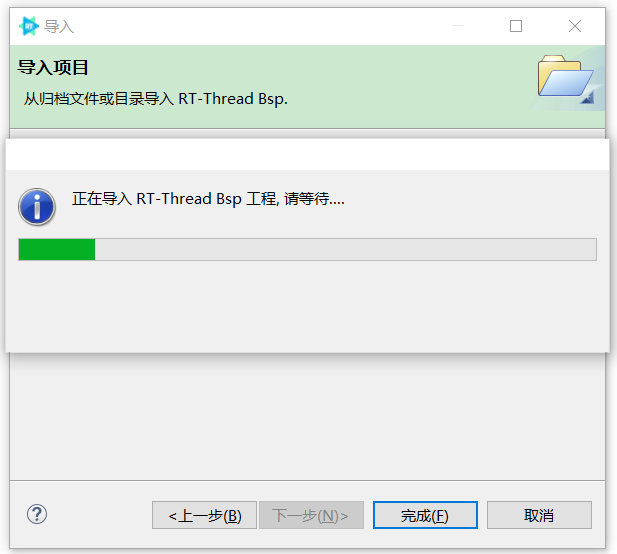 导入
导入项目
从归档文件或目录导入 RT-Thread Bsp.
正在导入 RT-Thread Bsp 工程, 请等待....
<上一步(B) 下一步(N)> 完成(F) 取消